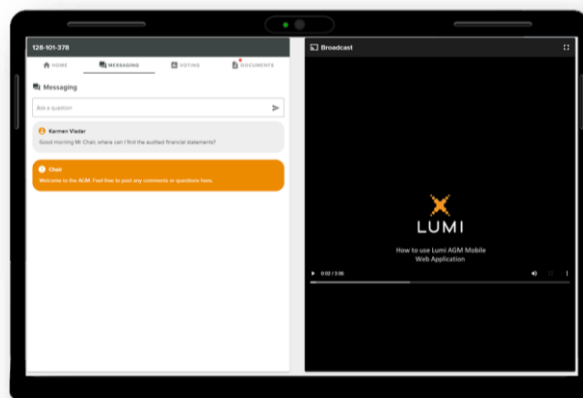 128-101-378
HOME
MESSAGING
VOTING
DOCUMENTS
Messaging
Ask a question
Karmen Vladar
Good morning Mr Chair, where can I find the audited financial statements?
Chair
Welcome to the AGM. Feel free to post any comments or questions here.
Broadcast
LUMI
How to use Lumi AGM Mobile
Web Application
0:02 / 3:06